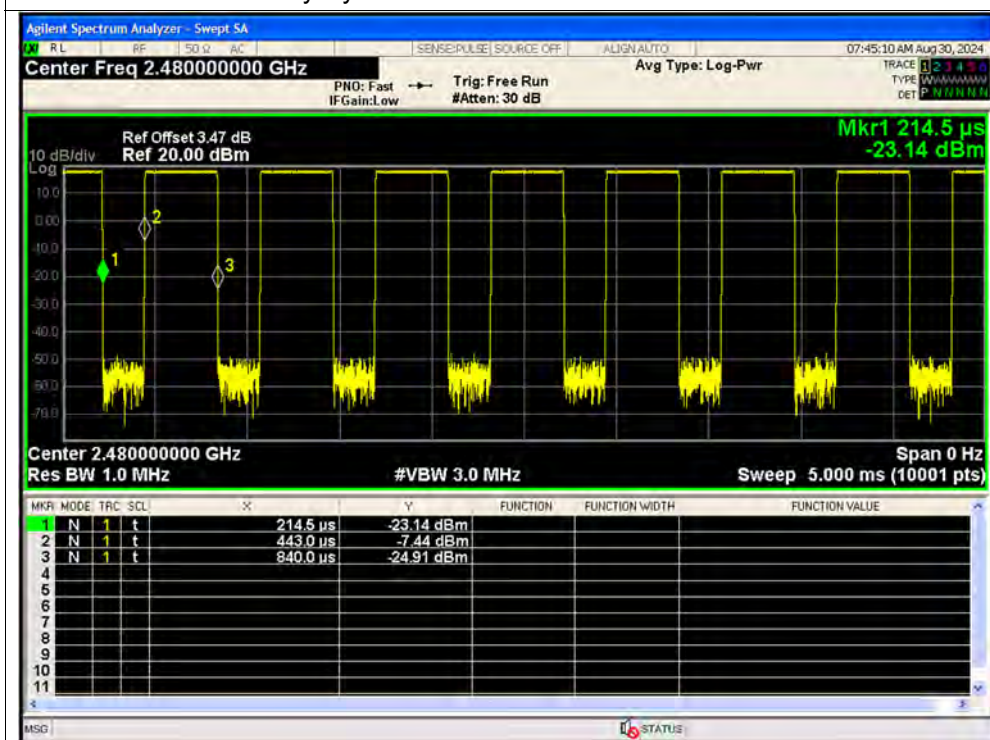 Agilent Spectrum Analyzer - Swept SA
RL RF 50 Ω AC SENSE:PULSE SOURCE OFF ALIGN AUTO 07:45:10 AM Aug 30, 2024
Center Freq 2.480000000 GHz
PNO: Fast
IFGain:Low
Trig: Free Run
#Atten: 30 dB
Avg Type: Log-Pwr
TRACE 1 2 3 4 5 6
TYPE WWWWWW
DET P N N N N N
Mkr1 214.5 µs
-23.14 dBm
Ref Offset 3.47 dB
Ref 20.00 dBm
10 dB/div
Log
10.0
0.00
-10.0
-20.0
-30.0
-40.0
-50.0
-60.0
-70.0
1
2
3
Center 2.480000000 GHz
Span 0 Hz
Res BW 1.0 MHz
#VBW 3.0 MHz
Sweep 5.000 ms (10001 pts)
MKR MODE TRC SCL X Y FUNCTION FUNCTION WIDTH FUNCTION VALUE
1 N 1 t 214.5 µs -23.14 dBm
2 N 1 t 443.0 µs -7.44 dBm
3 N 1 t 840.0 µs -24.91 dBm
4
5
6
7
8
9
10
11
MSG
STATUS